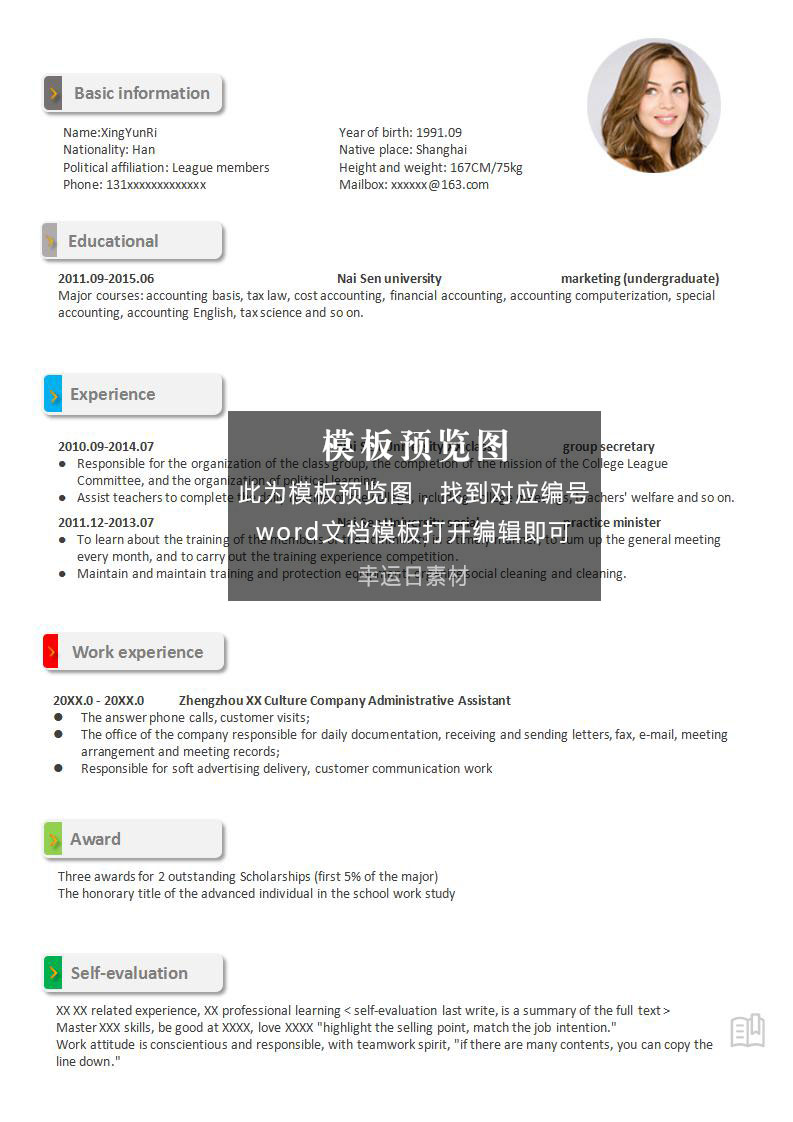 Basic information
Name:XingYunRi
Year of birth: 1991.09
Nationality: Han
Native place: Shanghai
Political affiliation: League members
Height and weight: 167CM/75kg
Phone: 131xxxxxxxxxxxxx
Mailbox: xxxxxx@163.com
Educational
2011.09-2015.06 Nai Sen university marketing (undergraduate)
Major courses: accounting basis, tax law, cost accounting, financial accounting, accounting computerization, special
accounting, accounting English, tax science and so on.
Experience
2010.09-2014.07 group secretary
模板预览图
● Responsible for the organization of the class group, the completion of the mission of the College League
Committee, and the organization of political learning.
此为模板预览图，找到对应编号
● Assist teachers to complete teachers' welfare and so on.
2011.12-2013.07 Nai Sen University social practice minister
word文档模板打开编辑即可
● To learn about the training of the members of the to sum up the general meeting
every month, and to carry out the training experience competition.
● Maintain and maintain training and protection social cleaning and cleaning.
幸运日素材
Work experience
20XX.0 - 20XX.0 Zhengzhou XX Culture Company Administrative Assistant
● The answer phone calls, customer visits;
● The office of the company responsible for daily documentation, receiving and sending letters, fax, e-mail, meeting
arrangement and meeting records;
● Responsible for soft advertising delivery, customer communication work
Award
Three awards for 2 outstanding Scholarships (first 5% of the major)
The honorary title of the advanced individual in the school work study
Self-evaluation
XX XX related experience, XX professional learning < self-evaluation last write, is a summary of the full text >
Master XXX skills, be good at XXXX, love XXXX "highlight the selling point, match the job intention."
Work attitude is conscientious and responsible, with teamwork spirit, "if there are many contents, you can copy the
line down."